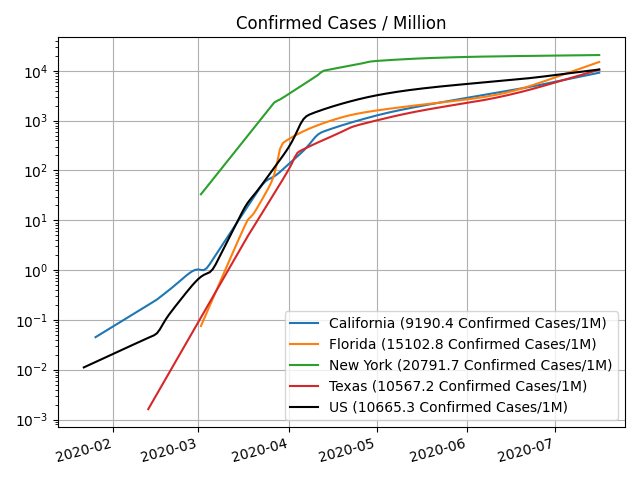 Confirmed Cases / Million
10⁴
10³
10²
10¹
10⁰
10⁻¹
10⁻²
10⁻³
California (9190.4 Confirmed Cases/1M)
Florida (15102.8 Confirmed Cases/1M)
New York (20791.7 Confirmed Cases/1M)
Texas (10567.2 Confirmed Cases/1M)
US (10665.3 Confirmed Cases/1M)
2020-02 2020-03 2020-04 2020-05 2020-06 2020-07